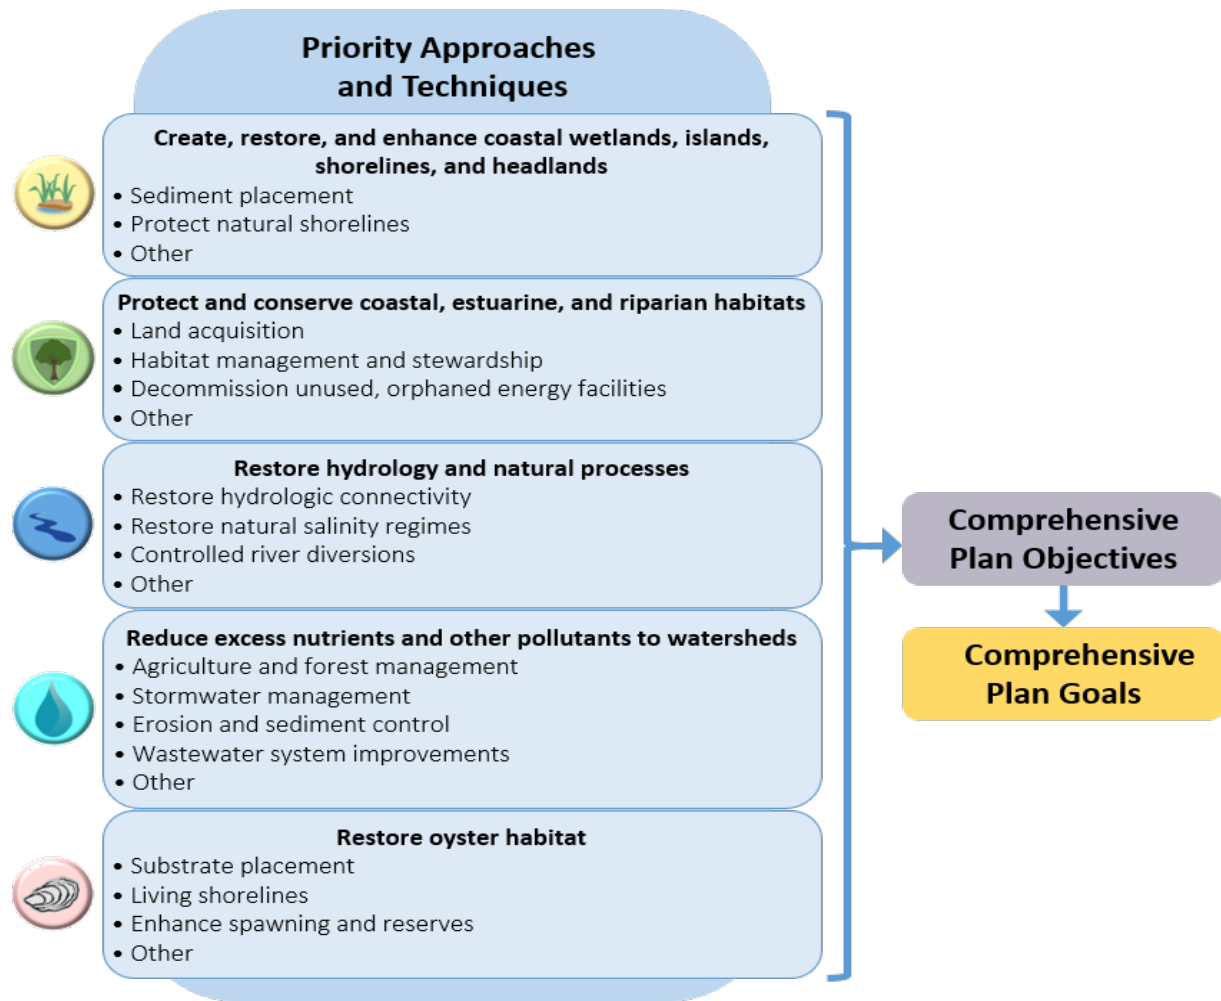 Priority Approaches
and Techniques
Create, restore, and enhance coastal wetlands, islands,
shorelines, and headlands
• Sediment placement
• Protect natural shorelines
• Other
Protect and conserve coastal, estuarine, and riparian habitats
• Land acquisition
• Habitat management and stewardship
• Decommission unused, orphaned energy facilities
• Other
Restore hydrology and natural processes
• Restore hydrologic connectivity
• Restore natural salinity regimes
• Controlled river diversions
• Other
Reduce excess nutrients and other pollutants to watersheds
• Agriculture and forest management
• Stormwater management
• Erosion and sediment control
• Wastewater system improvements
• Other
Restore oyster habitat
• Substrate placement
• Living shorelines
• Enhance spawning and reserves
• Other
Comprehensive
Plan Objectives
Comprehensive
Plan Goals